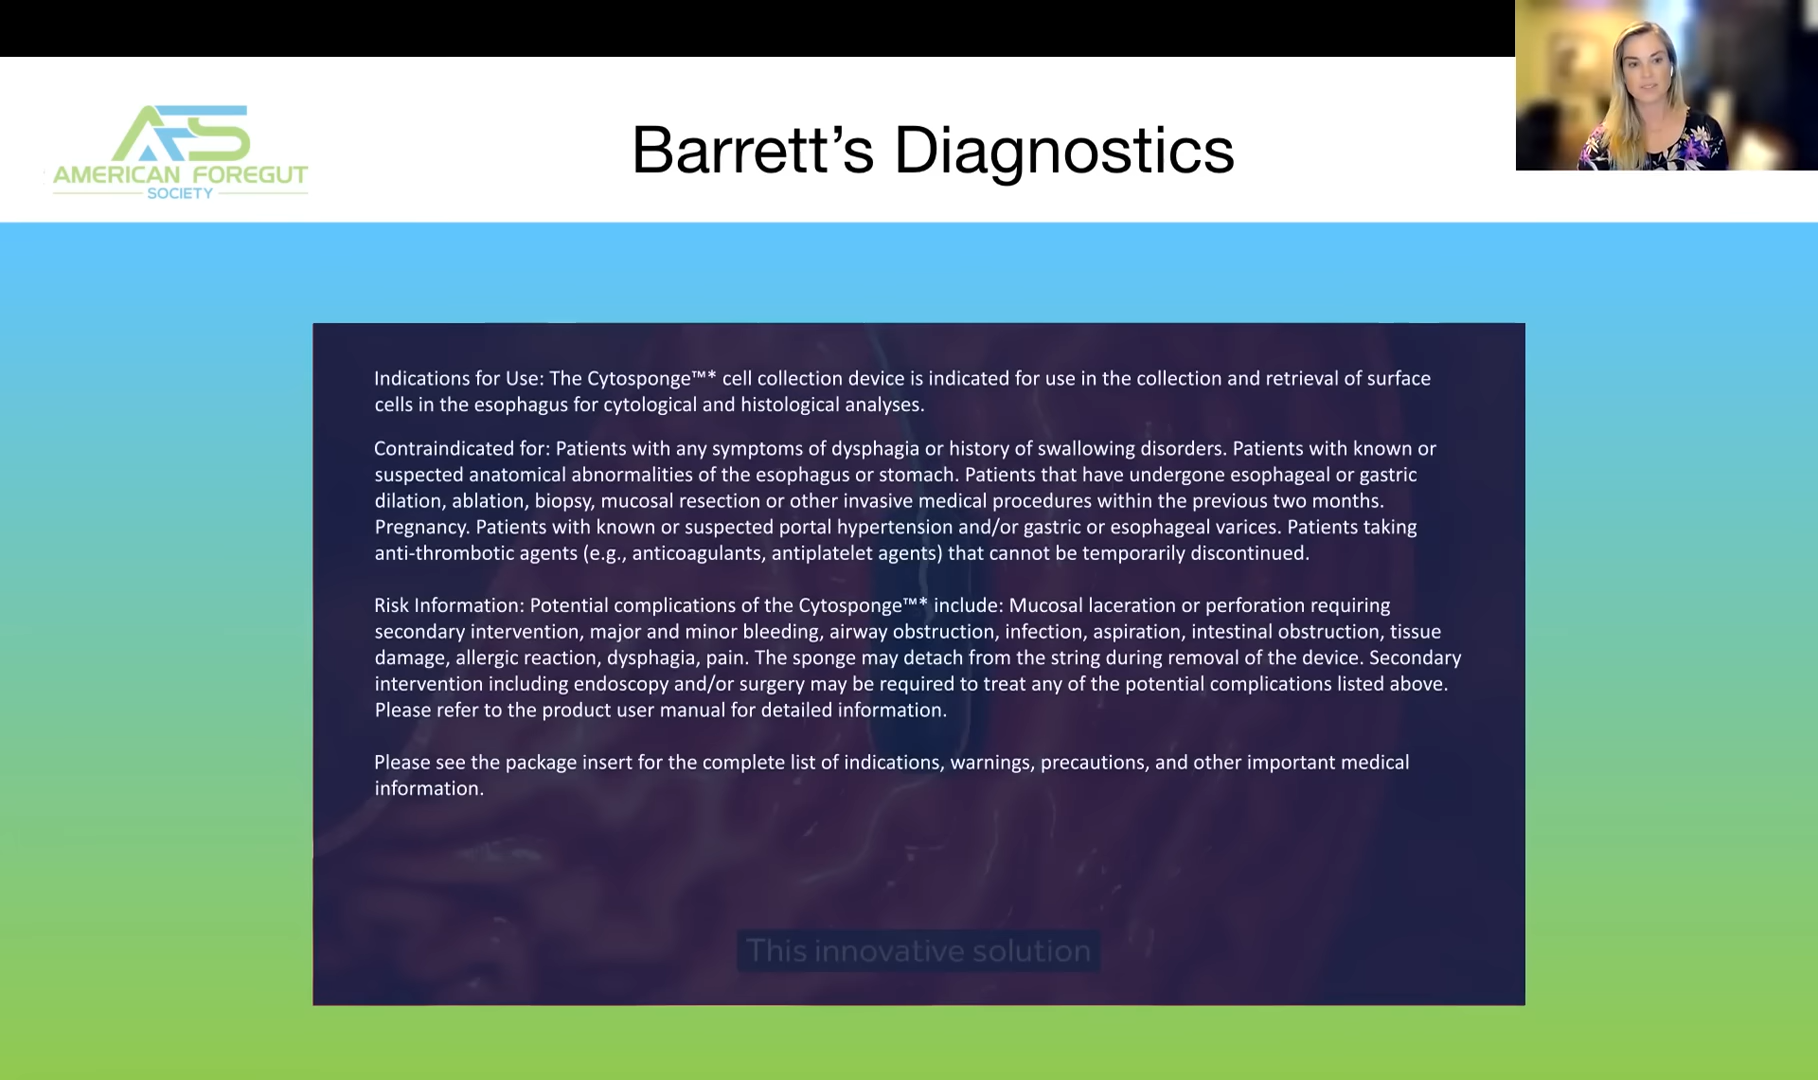 AFS
AMERICAN FOREGUT
SOCIETY
Barrett’s Diagnostics
Indications for Use: The Cytosponge™* cell collection device is indicated for use in the collection and retrieval of surface
cells in the esophagus for cytological and histological analyses.
Contraindicated for: Patients with any symptoms of dysphagia or history of swallowing disorders. Patients with known or
suspected anatomical abnormalities of the esophagus or stomach. Patients that have undergone esophageal or gastric
dilation, ablation, biopsy, mucosal resection or other invasive medical procedures within the previous two months.
Pregnancy. Patients with known or suspected portal hypertension and/or gastric or esophageal varices. Patients taking
anti-thrombotic agents (e.g., anticoagulants, antiplatelet agents) that cannot be temporarily discontinued.
Risk Information: Potential complications of the Cytosponge™* include: Mucosal laceration or perforation requiring
secondary intervention, major and minor bleeding, airway obstruction, infection, aspiration, intestinal obstruction, tissue
damage, allergic reaction, dysphagia, pain. The sponge may detach from the string during removal of the device. Secondary
intervention including endoscopy and/or surgery may be required to treat any of the potential complications listed above.
Please refer to the product user manual for detailed information.
Please see the package insert for the complete list of indications, warnings, precautions, and other important medical
information.
This innovative solution